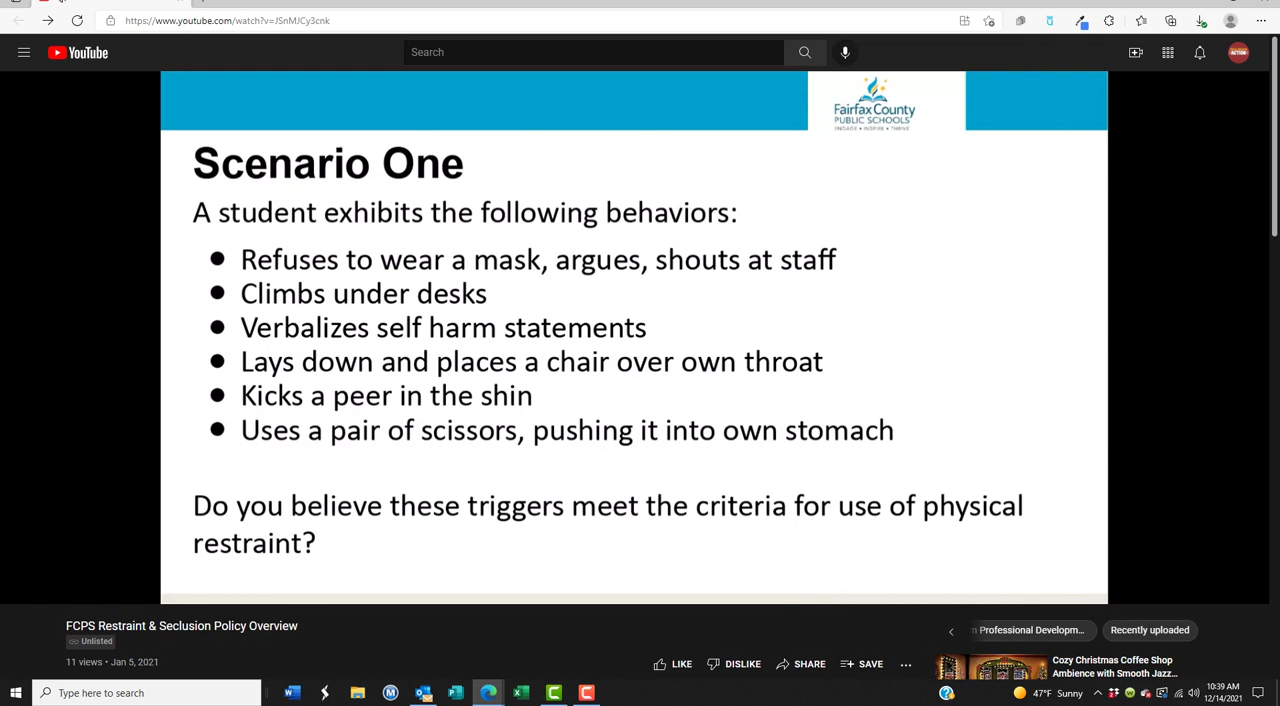 https://www.youtube.com/watch?v=JSnMJCy3cnk
YouTube
Search
Fairfax County
PUBLIC SCHOOLS
ENGAGE • INSPIRE • THRIVE
Scenario One
A student exhibits the following behaviors:
● Refuses to wear a mask, argues, shouts at staff
● Climbs under desks
● Verbalizes self harm statements
● Lays down and places a chair over own throat
● Kicks a peer in the shin
● Uses a pair of scissors, pushing it into own stomach
Do you believe these triggers meet the criteria for use of physical
restraint?
FCPS Restraint & Seclusion Policy Overview
Unlisted
11 views • Jan 5, 2021
LIKE DISLIKE SHARE SAVE
Professional Developm... Recently uploaded
Cozy Christmas Coffee Shop
Ambience with Smooth Jazz...
Type here to search
47°F Sunny
10:39 AM
12/14/2021